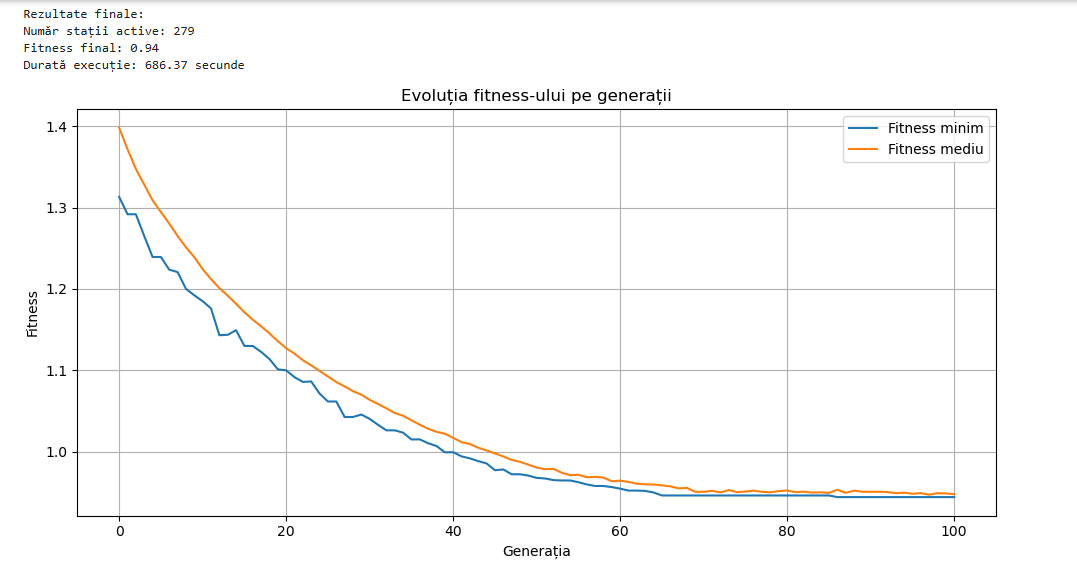 Rezultate finale:
Număr stații active: 279
Fitness final: 0.94
Durată execuție: 686.37 secunde
Evoluția fitness-ului pe generații
Fitness minim
Fitness mediu
1.4
1.3
1.2
1.1
1.0
Fitness
0 20 40 60 80 100
Generația